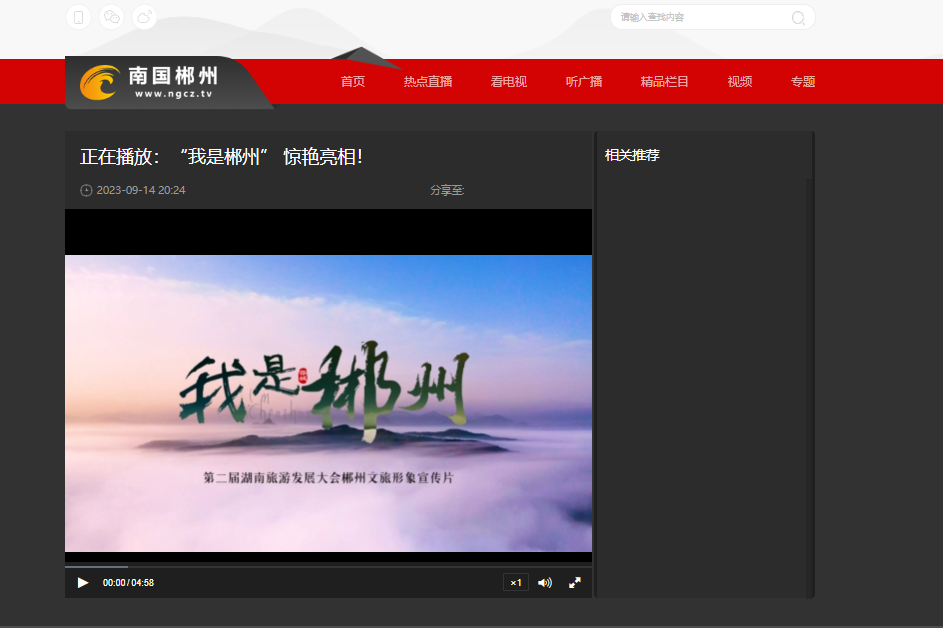 请输入查找内容
南国郴州
www.ngcz.tv
首页 热点直播 看电视 听广播 精品栏目 视频 专题
正在播放：“我是郴州” 惊艳亮相！
相关推荐
2023-09-14 20:24 分享至:
我是郴州
第二届湖南旅游发展大会郴州文旅形象宣传片
00:00/04:58 ×1